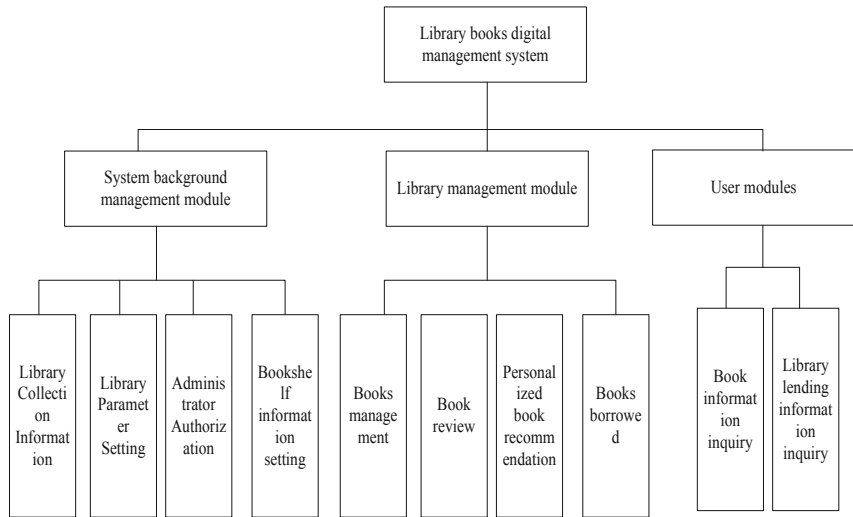 Library books digital
management system
System background
management module
Library management module
User modules
Library
Collecti
on
Informat
ion
Library
Paramet
er
Setting
Adminis
trator
Authoriz
ation
Bookshe
lf
informat
ion
setting
Books
manage
ment
Book
review
Personal
ized
book
recomm
endation
Books
borrowe
d
Book
informat
ion
inquiry
Library
lending
informat
ion
inquiry